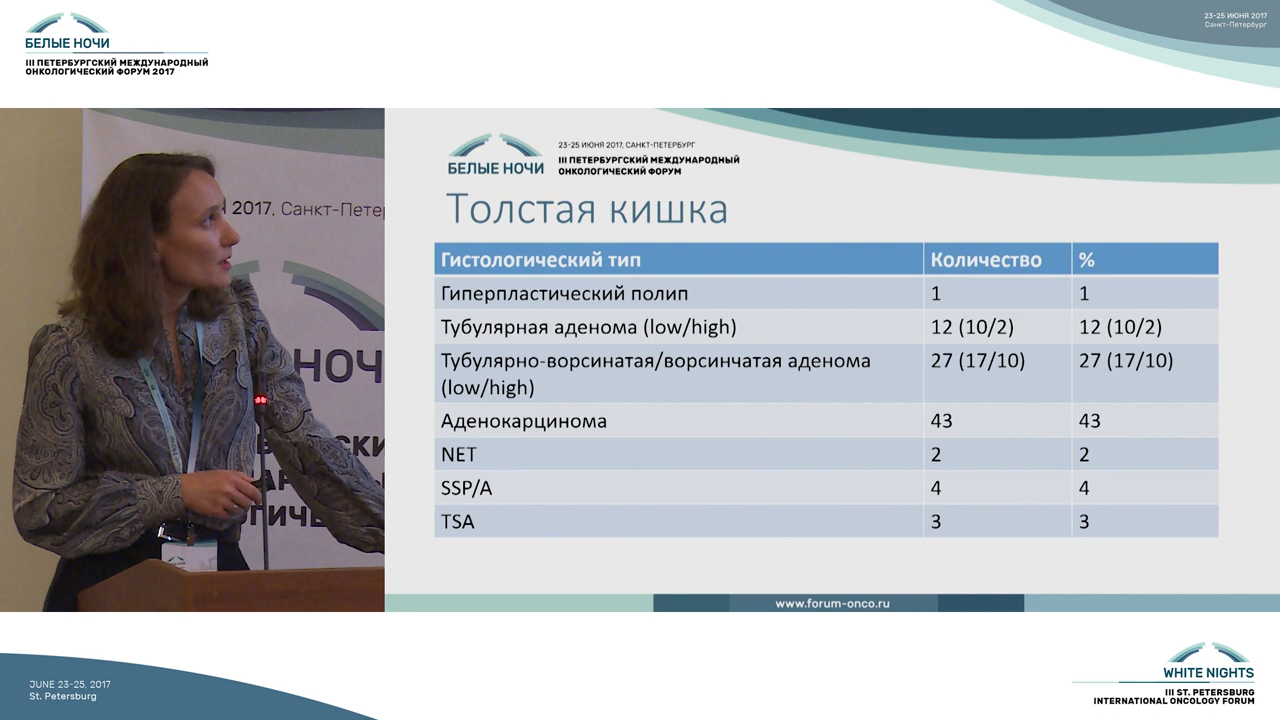 БЕЛЫЕ НОЧИ
III ПЕТЕРБУРГСКИЙ МЕЖДУНАРОДНЫЙ
ОНКОЛОГИЧЕСКИЙ ФОРУМ 2017
23-25 ИЮНЯ 2017
Санкт-Петербург
2017, Санкт-Петер
НОЧ
23-25 ИЮНЯ 2017, САНКТ-ПЕТЕРБУРГ
III ПЕТЕРБУРГСКИЙ МЕЖДУНАРОДНЫЙ
ОНКОЛОГИЧЕСКИЙ ФОРУМ
БЕЛЫЕ НОЧИ
Толстая кишка
Гистологический тип Количество %
Гиперпластический полип 1 1
Тубулярная аденома (low/high) 12 (10/2) 12 (10/2)
Тубулярно-ворсинатая/ворсинчатая аденома 27 (17/10) 27 (17/10)
(low/high)
Аденокарцинома 43 43
NET 2 2
SSP/A 4 4
TSA 3 3
www.forum-onco.ru
JUNE 23-25, 2017
St. Petersburg
WHITE NIGHTS
III ST. PETERSBURG
INTERNATIONAL ONCOLOGY FORUM